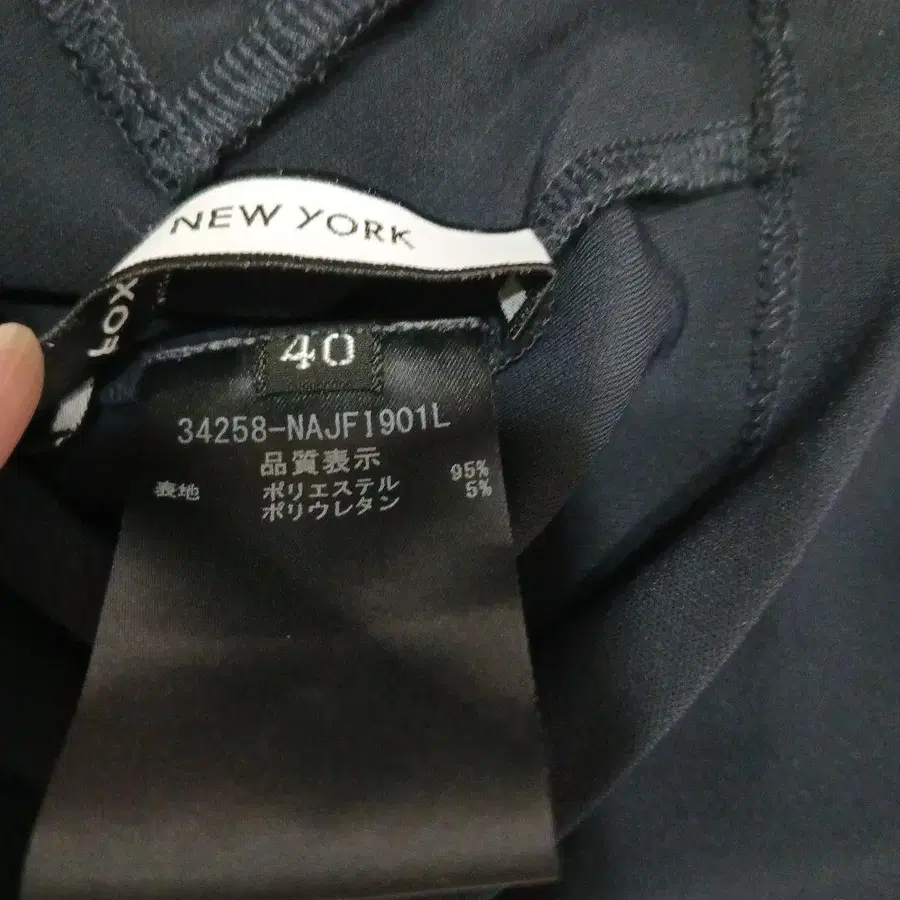 NEW YORK
FOX
40
34258-NAJFI901L
品質表示
表地 ポリエステル 95%
ポリウレタン 5%